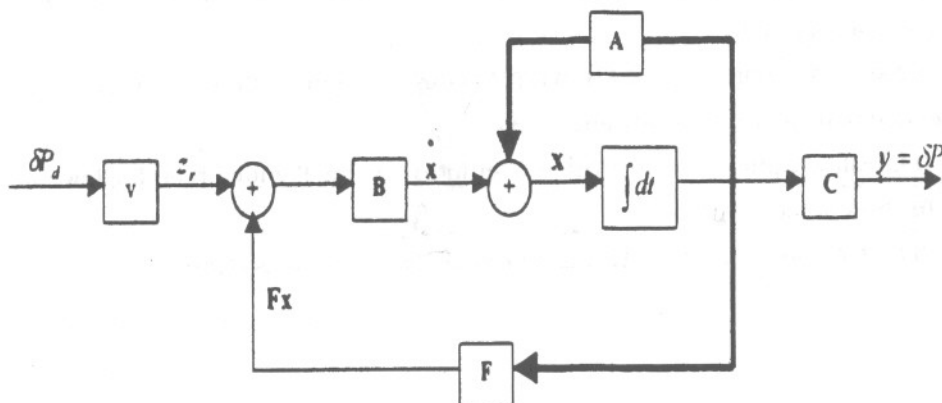 A
δP_d
v
z_r
+
B
ẋ
+
x
∫dt
C
y = δP
Fx
F